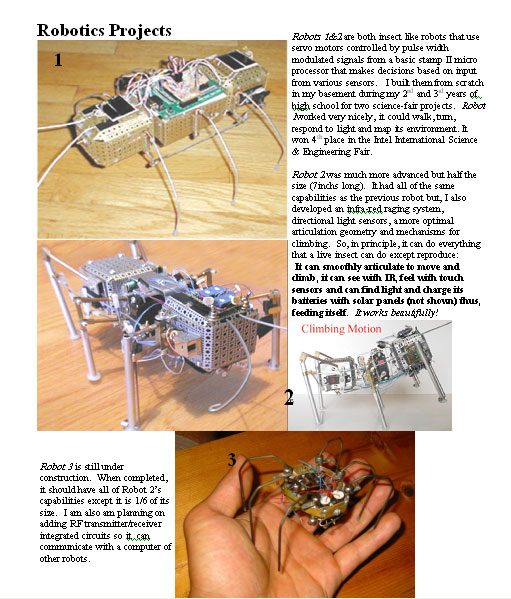 Robotics Projects
1
Robots 1&2 are both insect like robots that use
servo motors controlled by pulse width
modulated signals from a basic stamp II micro
processor that makes decisions based on input
from various sensors. I built them from scratch
in my basement during my 2nd and 3rd years of
high school for two science-fair projects. Robot
1worked very nicely, it could walk, turn,
respond to light and map its environment. It
won 4th place in the Intel International Science
& Engineering Fair.
Robot 2 was much more advanced but half the
size (7inchs long). It had all of the same
capabilities as the previous robot but, I also
developed an infra-red raging system,
directional light sensors, a more optimal
articulation geometry and mechanisms for
climbing. So, in principle, it can do everything
that a live insect can do except reproduce:
It can smoothly articulate to move and
climb, it can see with IR, feel with touch
sensors and can find light and charge its
batteries with solar panels (not shown) thus,
feeding itself. It works beautifully!
Climbing Motion
2
3
Robot 3 is still under
construction. When completed,
it should have all of Robot 2's
capabilities except it is 1/6 of its
size. I am also am planning on
adding RF transmitter/receiver
integrated circuits so it can
communicate with a computer of
other robots.